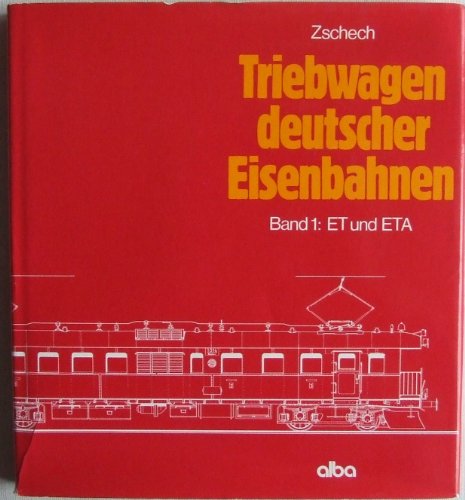 Zschech
Triebwagen
deutscher
Eisenbahnen
Band 1: ET und ETA
alba